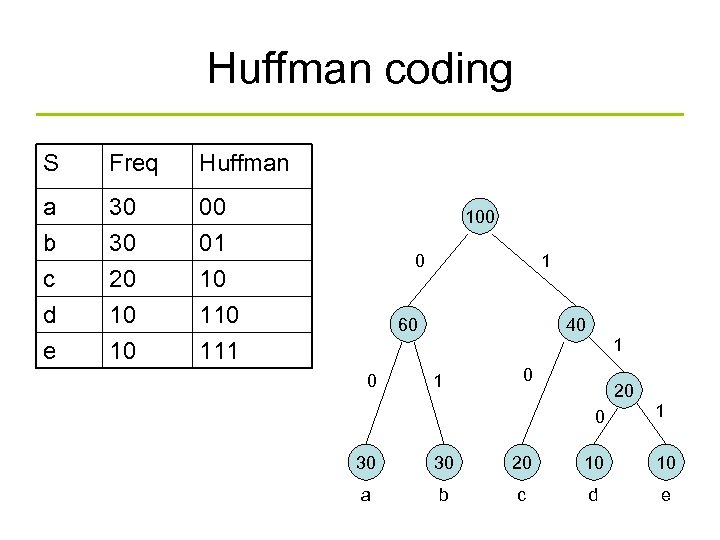 Huffman coding
S Freq Huffman
a 30 00
b 30 01
c 20 10
d 10 110
e 10 111
100
0 1
60 40
1
0 1 0
20
0 1
30 30 20 10 10
a b c d e